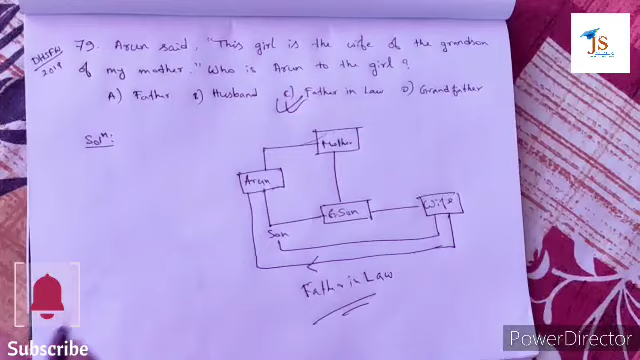 DHSFW
2019
79. Arun said, "This girl is the wife of the grandson
of my mother." Who is Arun to the girl?
A) Father B) Husband C) Father in Law D) Grandfather
Solⁿ:
Mother
Arun
G.Son
Wife
Son
Father in Law
JS
Subscribe
PowerDirector